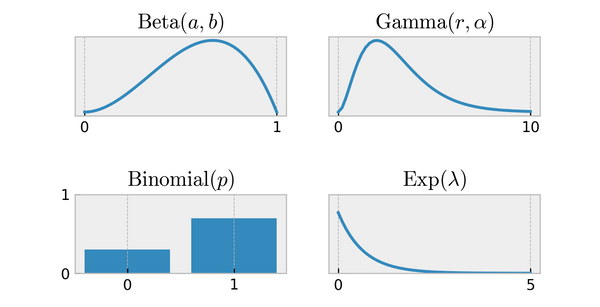 Beta(a, b)
Gamma(r, α)
0 1
0 10
Binomial(p)
Exp(λ)
1
0
0 1
0 5